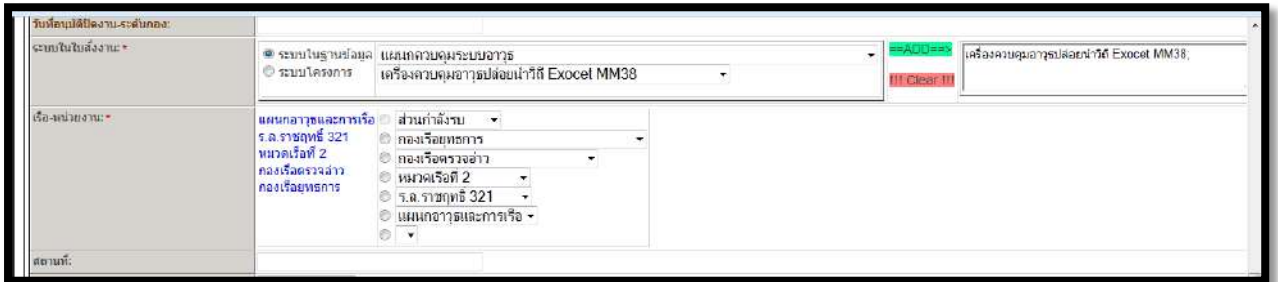 วันที่อนุมัติปิดงาน-ระดับกอง:
ระบบในใบสั่งงาน: *
ระบบในฐานข้อมูล แผนกควบคุมระบบอาวุธ
ระบบโครงการ เครื่องควบคุมอาวุธปล่อยนำวิถี Exocet MM38
==ADD==>
!!! Clear !!!
เครื่องควบคุมอาวุธปล่อยนำวิถี Exocet MM38;
เรือ-หน่วยงาน: *
แผนกอาวุธและการเรือ
ร.ล.ราชฤทธิ์ 321
หมวดเรือที่ 2
กองเรือตรวจอ่าว
กองเรือยุทธการ
ส่วนกำลังรบ
กองเรือยุทธการ
กองเรือตรวจอ่าว
หมวดเรือที่ 2
ร.ล.ราชฤทธิ์ 321
แผนกอาวุธและการเรือ
สถานที่: